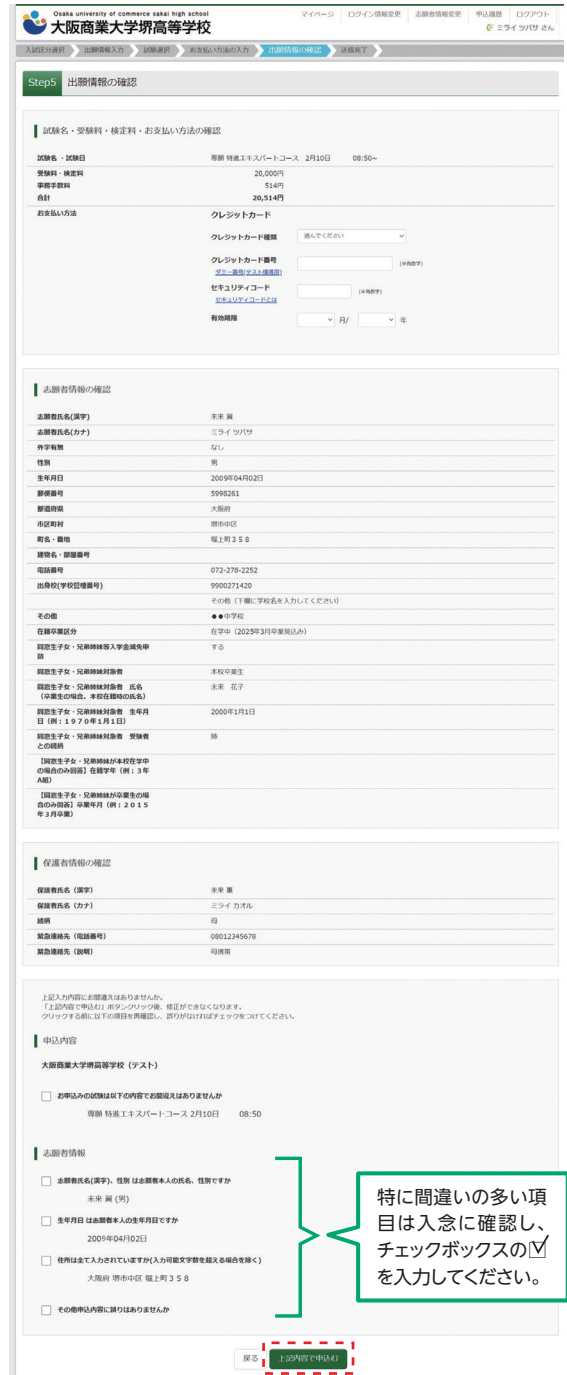 Osaka university of commerce sakai high school
大阪商業大学堺高等学校
マイページ ログイン情報変更 志願者情報変更 申込履歴 ログアウト
ミライ ツバサ さん
入試区分選択 出願情報入力 試験選択 お支払い方法の入力 出願情報の確認 送信完了
Step5 出願情報の確認
試験名・受験料・検定料・お支払い方法の確認
試験名 ・試験日 専願 特進エキスパートコース 2月10日 08:50~
受験料・検定料 20,000円
事務手数料 514円
合計 20,514円
お支払い方法 クレジットカード
クレジットカード種類 選んでください
クレジットカード番号 (半角数字)
ダミー番号(テスト環境用)
セキュリティコード (半角数字)
セキュリティコードとは
有効期限 月/ 年
志願者情報の確認
志願者氏名(漢字) 未来 翼
志願者氏名(カナ) ミライ ツバサ
外字有無 なし
性別 男
生年月日 2009年04月02日
郵便番号 5998261
都道府県 大阪府
市区町村 堺市中区
町名・番地 堀上町３５８
建物名・部屋番号
電話番号 072-278-2252
出身校(学校管理番号) 9900271420
その他（下欄に学校名を入力してください）
その他 ●●中学校
在籍卒業区分 在学中（2025年3月卒業見込み）
同窓生子女・兄弟姉妹等入学金減免申請 する
同窓生子女・兄弟姉妹対象者 本校卒業生
同窓生子女・兄弟姉妹対象者 氏名 未来 花子
（卒業生の場合、本校在籍時の氏名）
同窓生子女・兄弟姉妹対象者 生年月 2000年1月1日
日（例：１９７０年１月１日）
同窓生子女・兄弟姉妹対象者 受験者 姉
との続柄
【同窓生子女・兄弟姉妹が本校在学中
の場合のみ回答】在籍学年（例：３年
A組）
【同窓生子女・兄弟姉妹が卒業生の場
合のみ回答】卒業年月（例：２０１５
年３月卒業）
保護者情報の確認
保護者氏名（漢字） 未来 薫
保護者氏名（カナ） ミライ カオル
続柄 母
緊急連絡先（電話番号） 08012345678
緊急連絡先（説明） 母携帯
上記入力内容にお間違えはありませんか。
「上記内容で申込む」ボタンクリック後、修正ができなくなります。
クリックする前に以下の項目を再確認し、誤りがなければチェックをつけてください。
申込内容
大阪商業大学堺高等学校（テスト）
お申込みの試験は以下の内容でお間違えはありませんか
専願 特進エキスパートコース 2月10日 08:50
志願者情報
志願者氏名(漢字)、性別 は志願者本人の氏名、性別ですか
未来 翼 (男)
生年月日 は志願者本人の生年月日ですか
2009年04月02日
住所は全て入力されていますか(入力可能文字数を超える場合を除く)
大阪府 堺市中区 堀上町３５８
その他申込内容に誤りはありませんか
特に間違いの多い項
目は入念に確認し、
チェックボックスの☑
を入力してください。
戻る 上記内容で申込む